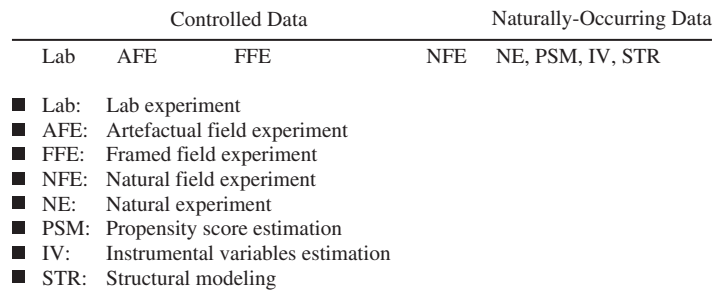 Controlled Data Naturally-Occurring Data
Lab AFE FFE NFE NE, PSM, IV, STR
■ Lab: Lab experiment
■ AFE: Artefactual field experiment
■ FFE: Framed field experiment
■ NFE: Natural field experiment
■ NE: Natural experiment
■ PSM: Propensity score estimation
■ IV: Instrumental variables estimation
■ STR: Structural modeling